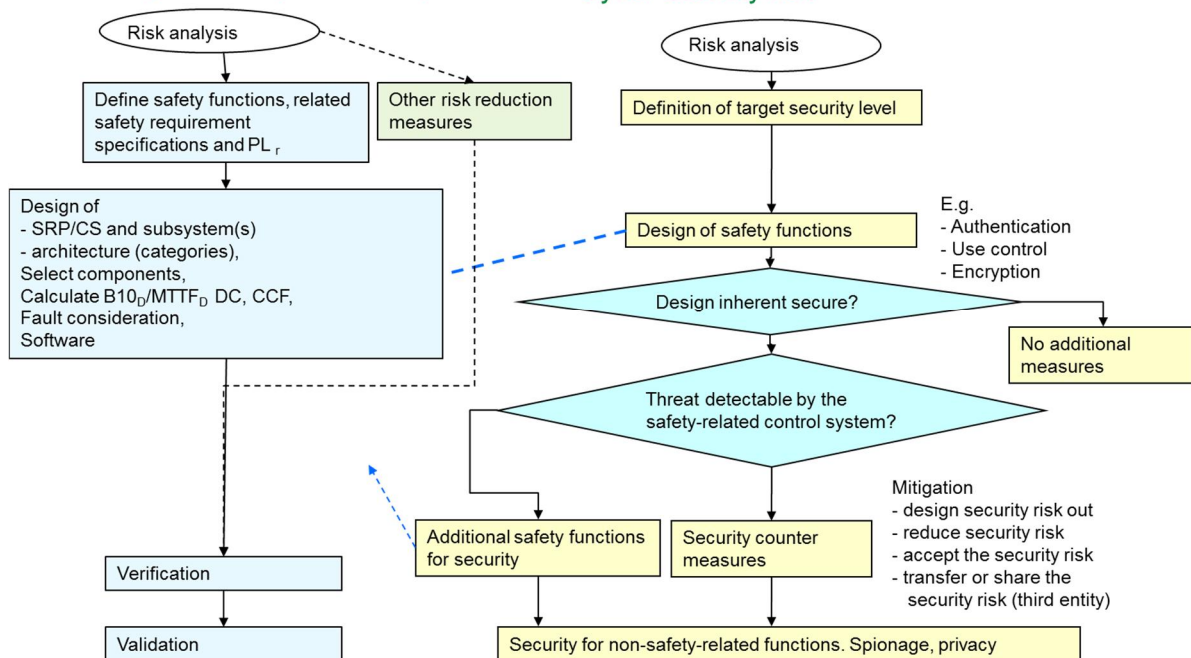 Risk analysis
Define safety functions, related
safety requirement
specifications and PL r
Other risk reduction
measures
Design of
- SRP/CS and subsystem(s)
- architecture (categories),
Select components,
Calculate B10D/MTTFD DC, CCF,
Fault consideration,
Software
Verification
Validation
Risk analysis
Definition of target security level
Design of safety functions
E.g.
- Authentication
- Use control
- Encryption
Design inherent secure?
No additional
measures
Threat detectable by the
safety-related control system?
Additional safety functions
for security
Security counter
measures
Mitigation
- design security risk out
- reduce security risk
- accept the security risk
- transfer or share the
security risk (third entity)
Security for non-safety-related functions. Spionage, privacy